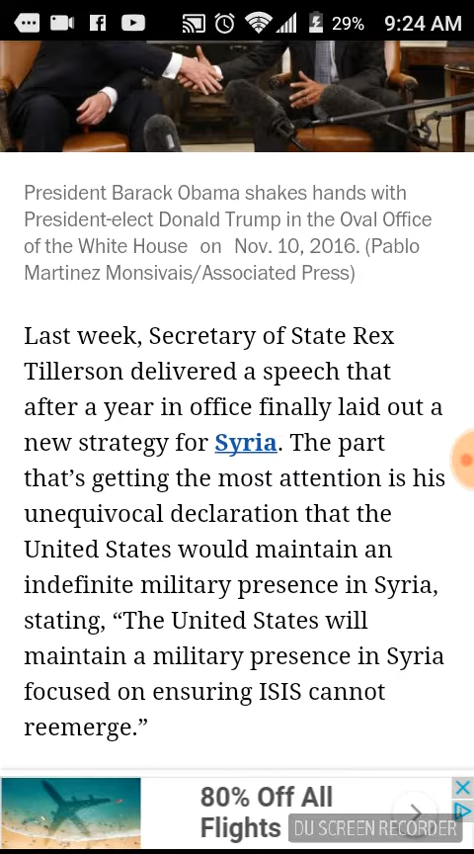 29% 9:24 AM
President Barack Obama shakes hands with
President-elect Donald Trump in the Oval Office
of the White House on Nov. 10, 2016. (Pablo
Martinez Monsivais/Associated Press)
Last week, Secretary of State Rex
Tillerson delivered a speech that
after a year in office finally laid out a
new strategy for Syria. The part
that’s getting the most attention is his
unequivocal declaration that the
United States would maintain an
indefinite military presence in Syria,
stating, “The United States will
maintain a military presence in Syria
focused on ensuring ISIS cannot
reemerge.”
80% Off All
Flights
DU SCREEN RECORDER